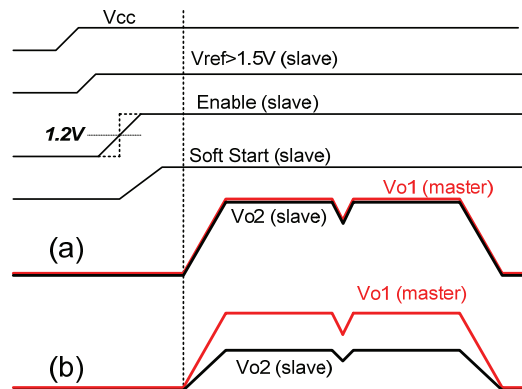 Vcc
Vref>1.5V (slave)
Enable (slave)
1.2V
Soft Start (slave)
Vo1 (master)
Vo2 (slave)
(a)
Vo1 (master)
Vo2 (slave)
(b)